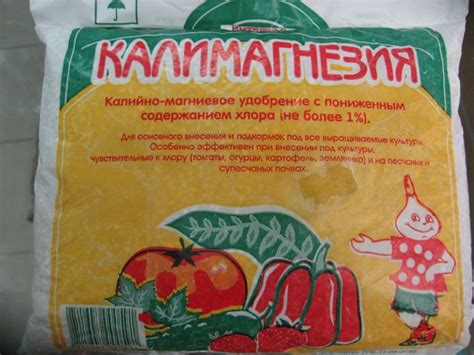 КАЛИМАГНЕЗИЯ
Калийно-магниевое удобрение с пониженным
содержанием хлора (не более 1%).
Для основного внесения и подкормок под все выращиваемые культуры.
Особенно эффективен при внесении под культуры,
чувствительные к хлору (томаты, огурцы, картофель, земляника) и на песчаных и
супесчаных почвах.